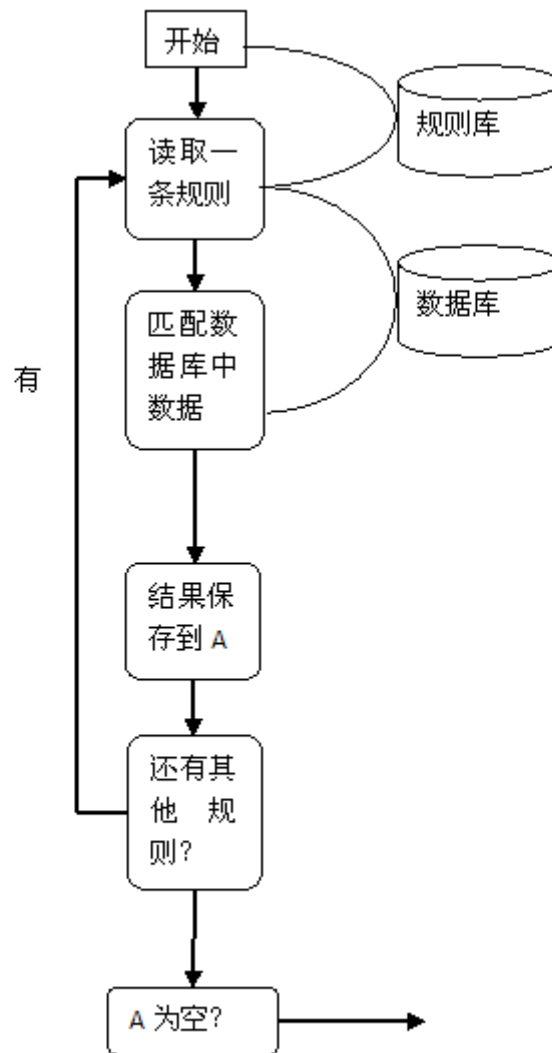 开始
规则库
读取一
条规则
数据库
匹配数
据库中
数据
有
结果保
存到 A
还有其
他 规
则?
A 为空?